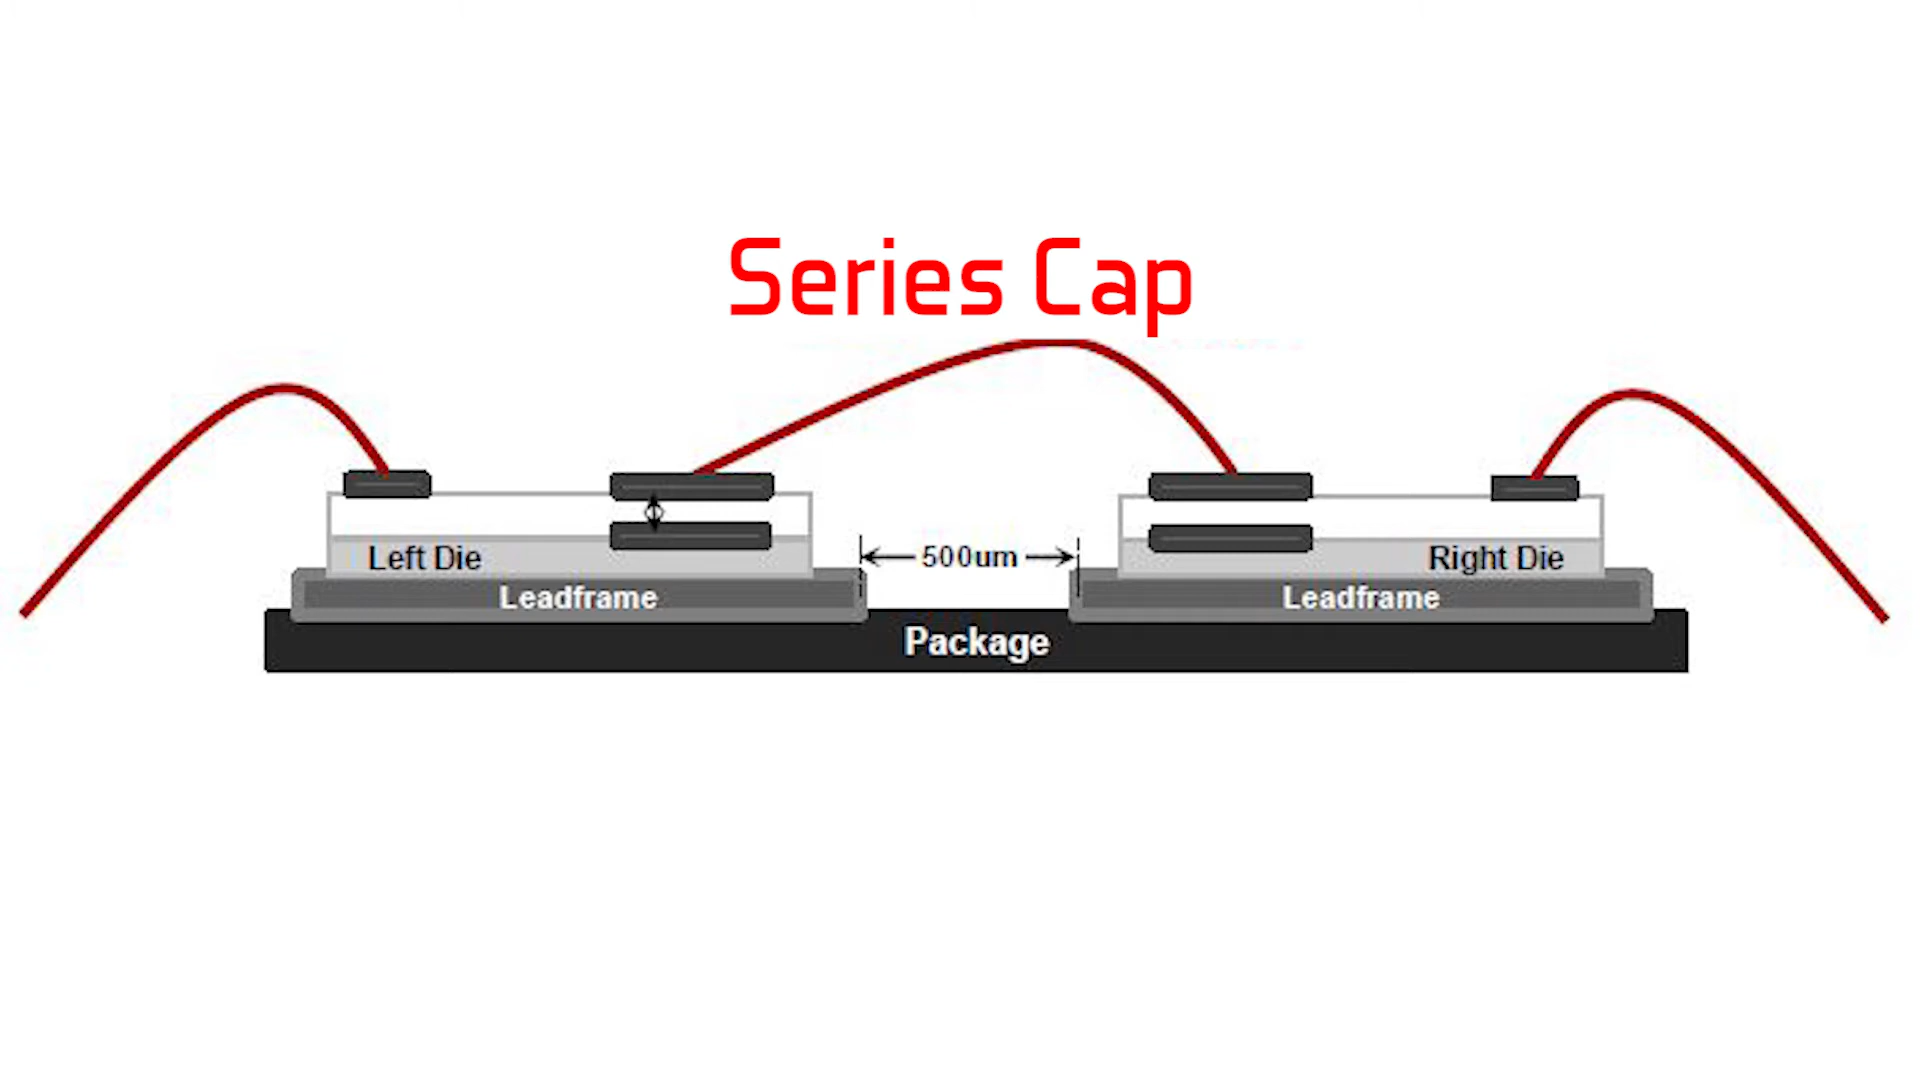 Series Cap
500um
Left Die
Right Die
Leadframe
Leadframe
Package